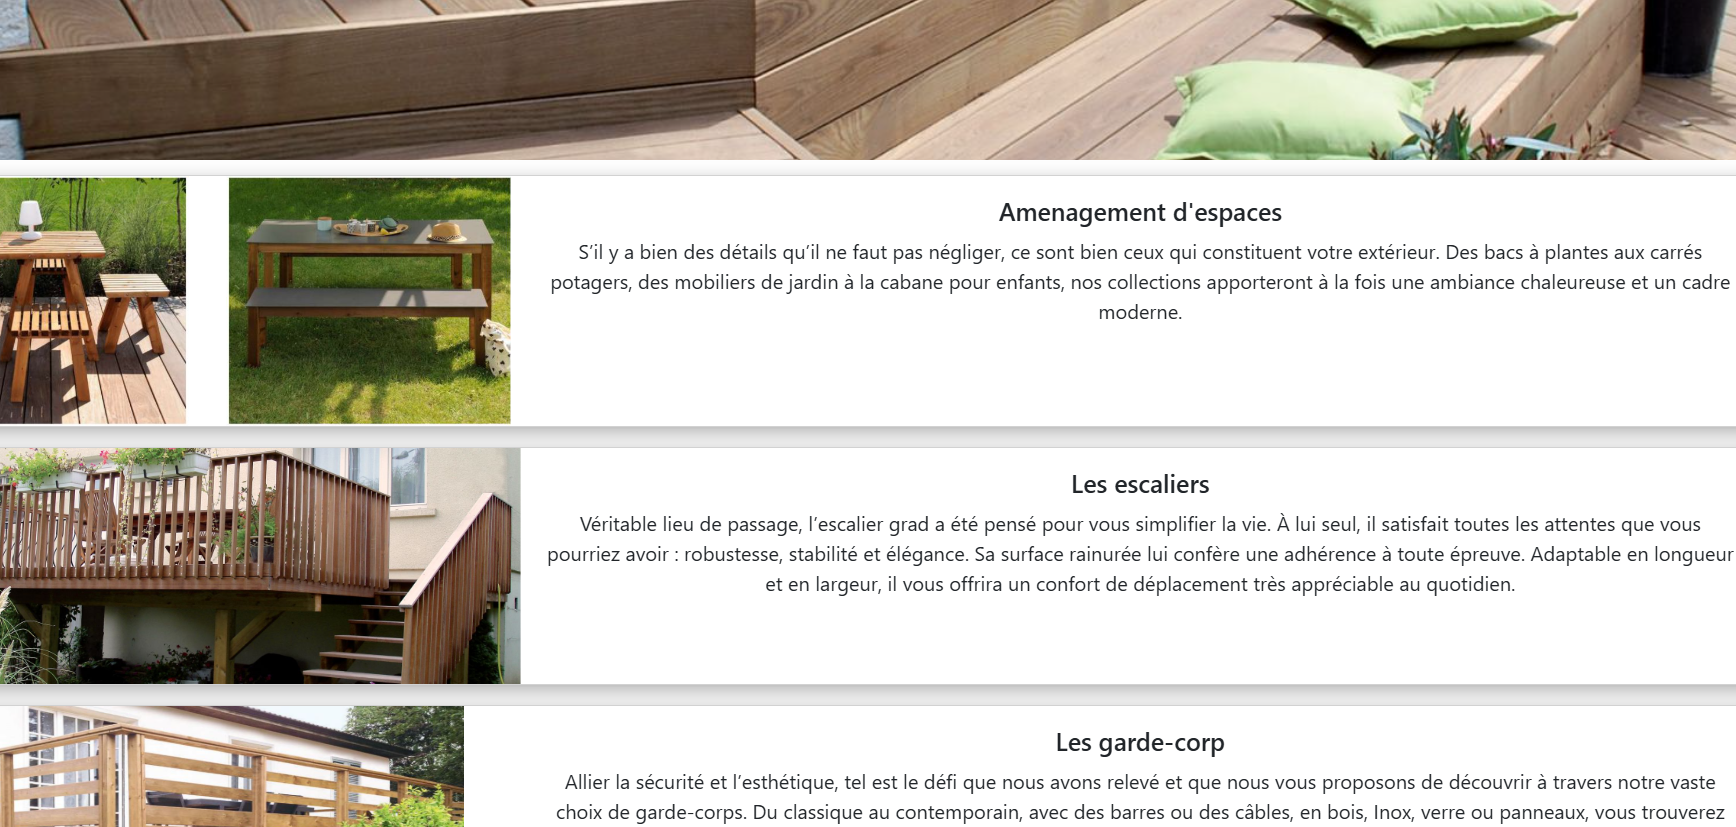 Amenagement d'espaces
S’il y a bien des détails qu’il ne faut pas négliger, ce sont bien ceux qui constituent votre extérieur. Des bacs à plantes aux carrés
potagers, des mobiliers de jardin à la cabane pour enfants, nos collections apporteront à la fois une ambiance chaleureuse et un cadre
moderne.
Les escaliers
Véritable lieu de passage, l’escalier grad a été pensé pour vous simplifier la vie. À lui seul, il satisfait toutes les attentes que vous
pourriez avoir : robustesse, stabilité et élégance. Sa surface rainurée lui confère une adhérence à toute épreuve. Adaptable en longueur
et en largeur, il vous offrira un confort de déplacement très appréciable au quotidien.
Les garde-corp
Allier la sécurité et l’esthétique, tel est le défi que nous avons relevé et que nous vous proposons de découvrir à travers notre vaste
choix de garde-corps. Du classique au contemporain, avec des barres ou des câbles, en bois, Inox, verre ou panneaux, vous trouverez